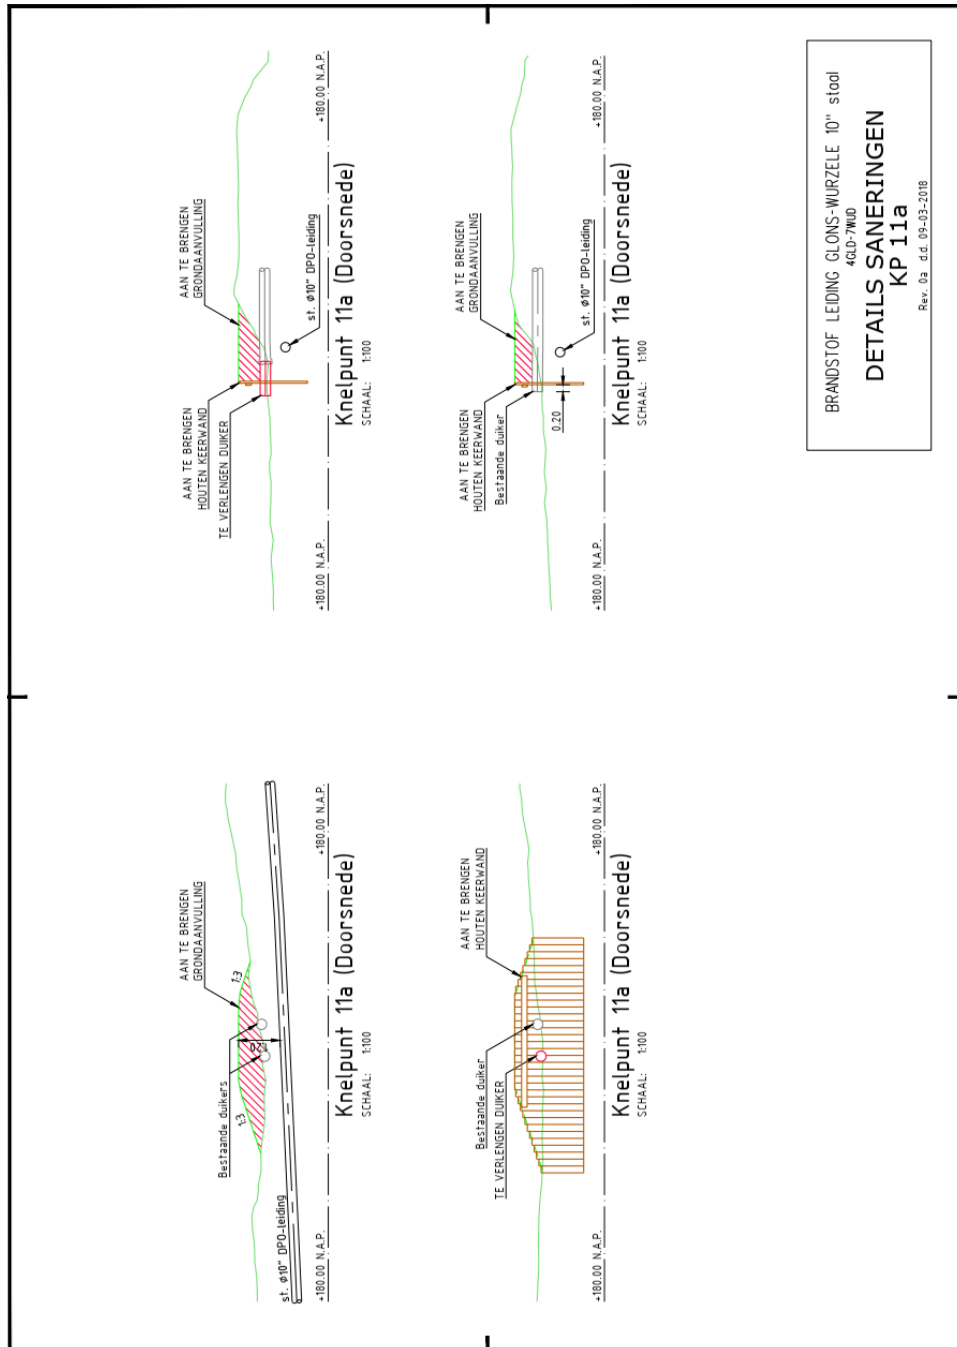 AAN TE BRENGEN
GRONDAANVULLING
Bestaande duikers
1:3
1:3
1.20
st. ø10" DPO-leiding
+180.00 N.A.P.
+180.00 N.A.P.
Knelpunt 11a (Doorsnede)
SCHAAL: 1:100
AAN TE BRENGEN
GRONDAANVULLING
AAN TE BRENGEN
HOUTEN KEERWAND
TE VERLENGEN DUIKER
st. ø10" DPO-leiding
+180.00 N.A.P.
+180.00 N.A.P.
Knelpunt 11a (Doorsnede)
SCHAAL: 1:100
AAN TE BRENGEN
HOUTEN KEERWAND
Bestaande duiker
TE VERLENGEN DUIKER
+180.00 N.A.P.
+180.00 N.A.P.
Knelpunt 11a (Doorsnede)
SCHAAL: 1:100
AAN TE BRENGEN
GRONDAANVULLING
AAN TE BRENGEN
HOUTEN KEERWAND
Bestaande duiker
0.20
st. ø10" DPO-leiding
+180.00 N.A.P.
+180.00 N.A.P.
Knelpunt 11a (Doorsnede)
SCHAAL: 1:100
BRANDSTOF LEIDING GLONS-WURZELE 10" staal
4GLD-7WUD
DETAILS SANERINGEN
KP 11a
Rev. 0a d.d. 09-03-2018